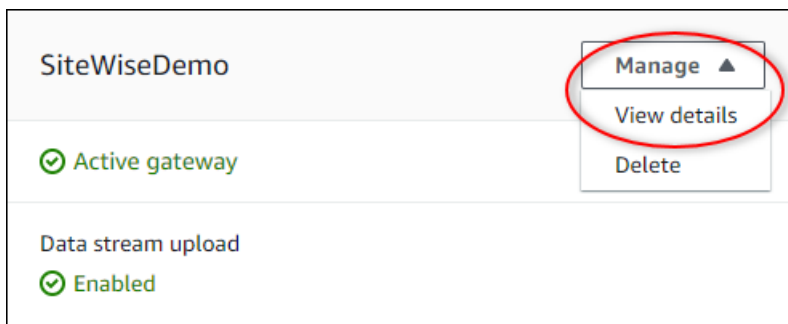 SiteWiseDemo
Manage
View details
Delete
Active gateway
Data stream upload
Enabled